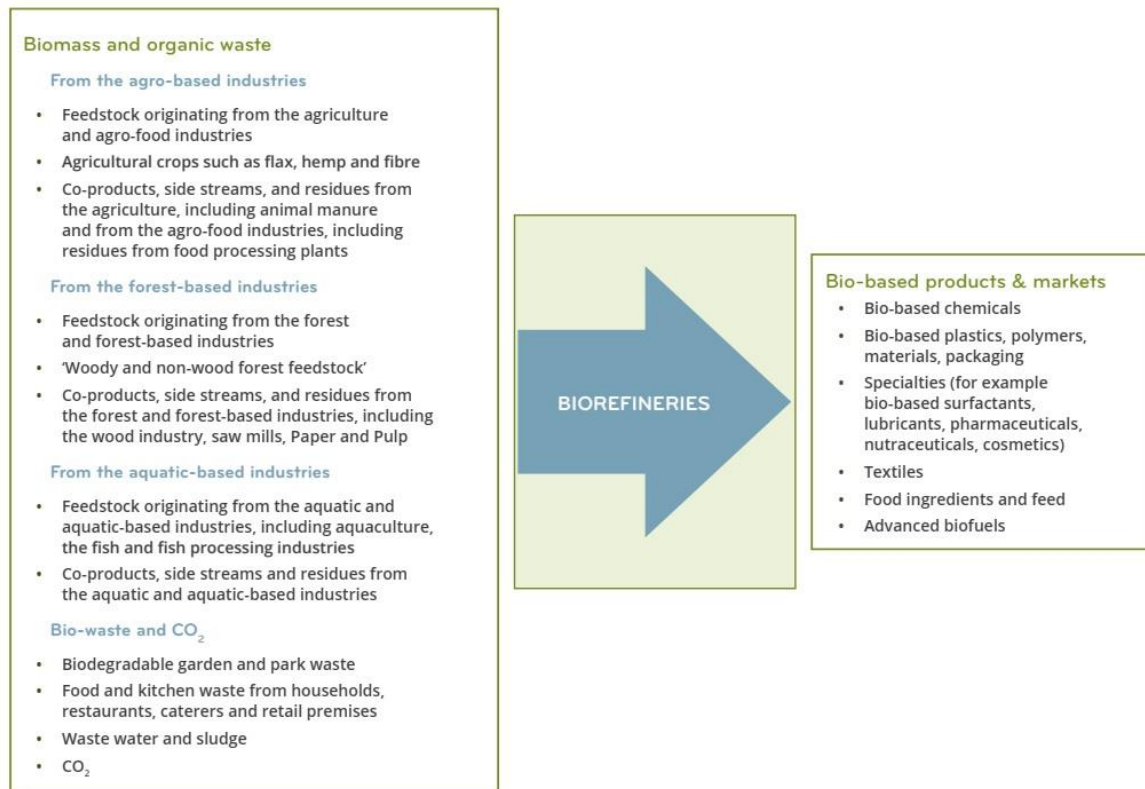 Biomass and organic waste
From the agro-based industries
• Feedstock originating from the agriculture
and agro-food industries
• Agricultural crops such as flax, hemp and fibre
• Co-products, side streams, and residues from
the agriculture, including animal manure
and from the agro-food industries, including
residues from food processing plants
From the forest-based industries
• Feedstock originating from the forest
and forest-based industries
• ‘Woody and non-wood forest feedstock’
• Co-products, side streams, and residues from
the forest and forest-based industries, including
the wood industry, saw mills, Paper and Pulp
From the aquatic-based industries
• Feedstock originating from the aquatic and
aquatic-based industries, including aquaculture,
the fish and fish processing industries
• Co-products, side streams and residues from
the aquatic and aquatic-based industries
Bio-waste and CO₂
• Biodegradable garden and park waste
• Food and kitchen waste from households,
restaurants, caterers and retail premises
• Waste water and sludge
• CO₂
BIOREFINERIES
Bio-based products & markets
• Bio-based chemicals
• Bio-based plastics, polymers,
materials, packaging
• Specialties (for example
bio-based surfactants,
lubricants, pharmaceuticals,
nutraceuticals, cosmetics)
• Textiles
• Food ingredients and feed
• Advanced biofuels